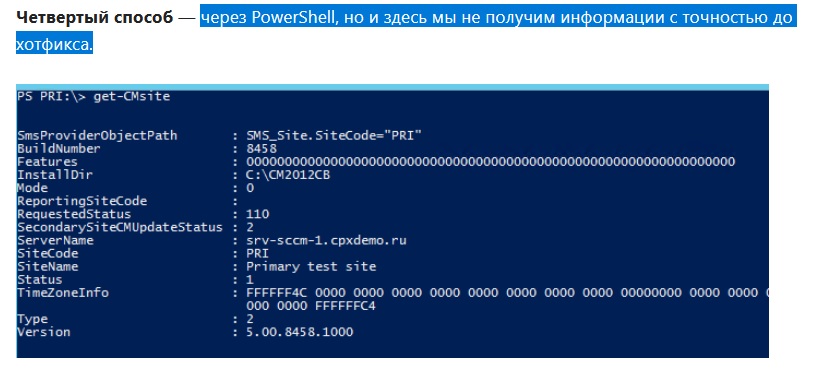 Четвертый способ — через PowerShell, но и здесь мы не получим информации с точностью до
хотфикса.
PS PRI:\> get-CMsite
SmsProviderObjectPath : SMS_Site.SiteCode="PRI"
BuildNumber : 8458
Features : 0000000000000000000000000000000000000000000000000000000000000000
InstallDir : C:\CM2012CB
Mode : 0
ReportingSiteCode :
RequestedStatus : 110
SecondarySiteCMUpdateStatus : 2
ServerName : srv-sccm-1.cpxdemo.ru
SiteCode : PRI
SiteName : Primary test site
Status : 1
TimeZoneInfo : FFFFFF4C 0000 0000 0000 0000 0000 0000 0000 0000 00000000 0000 0000
000 0000 FFFFFFC4
Type : 2
Version : 5.00.8458.1000